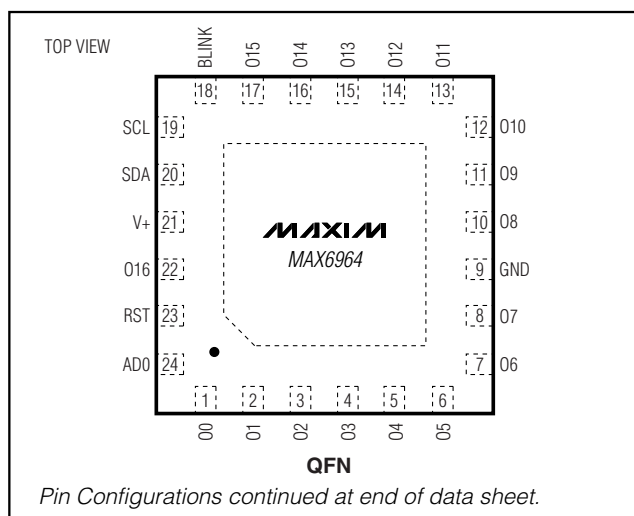 TOP VIEW
BLINK O15 O14 O13 O12 O11
18 17 16 15 14 13
SCL 19 12 O10
SDA 20 11 O9
V+ 21 10 O8
MAXIM
MAX6964
O16 22 9 GND
RST 23 8 O7
AD0 24 7 O6
1 2 3 4 5 6
O0 O1 O2 O3 O4 O5
QFN
Pin Configurations continued at end of data sheet.